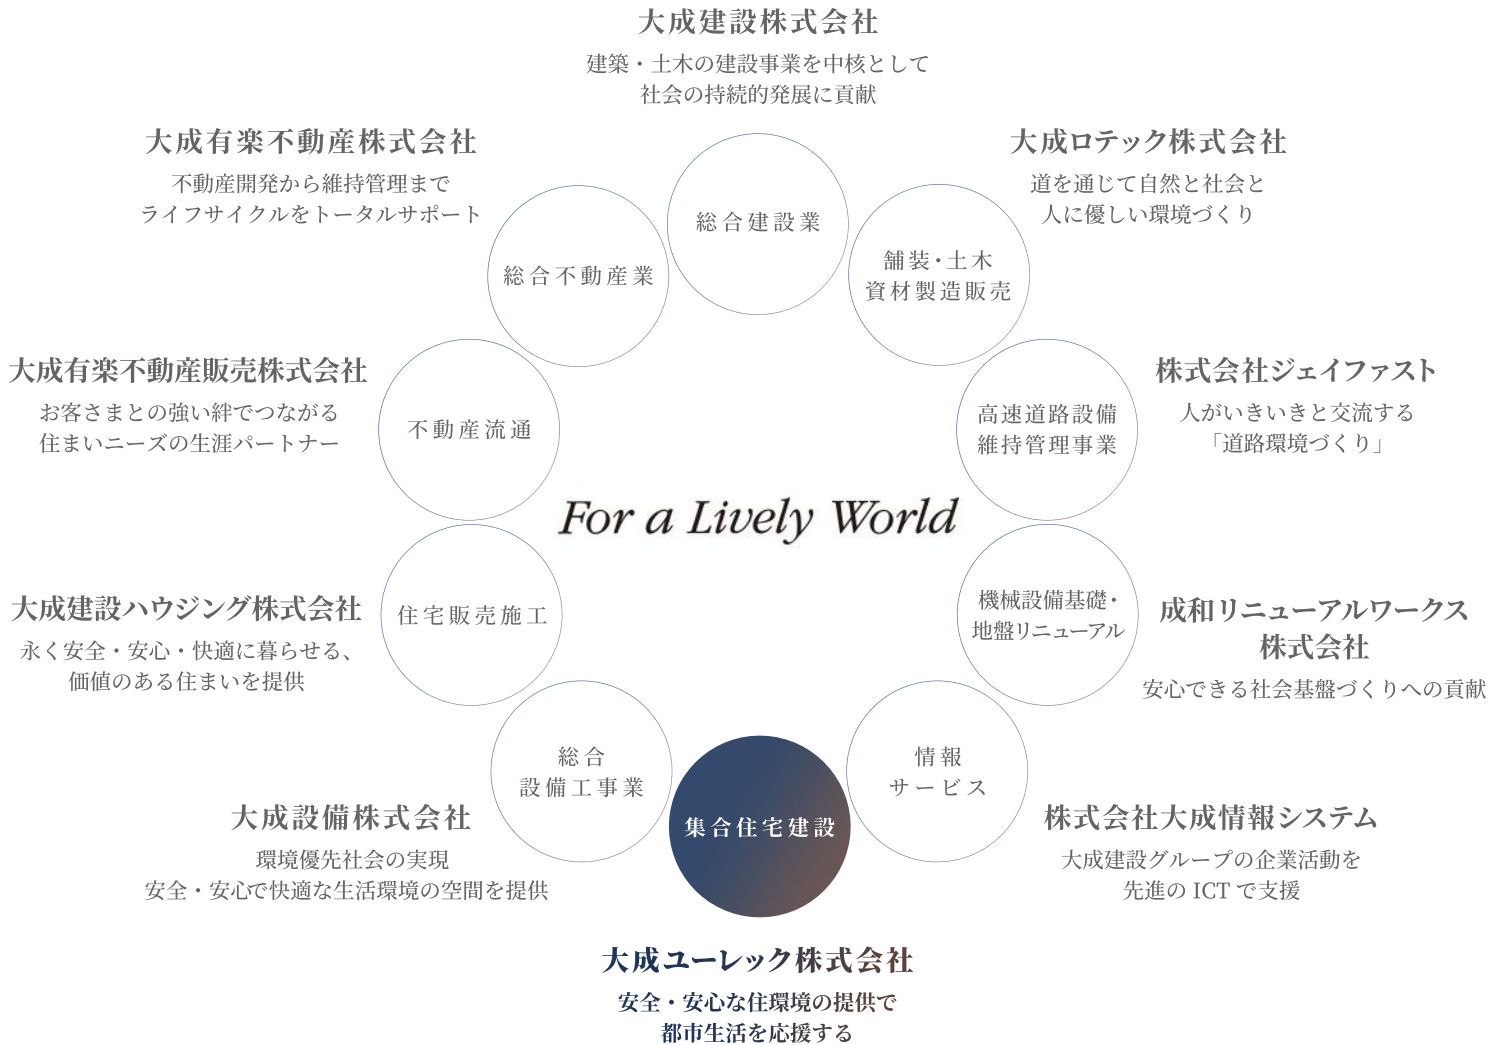 大成建設株式会社
建築・土木の建設事業を中核として
社会の持続的発展に貢献
総合建設業
大成ロテック株式会社
道を通じて自然と社会と
人に優しい環境づくり
舗装・土木
資材製造販売
株式会社ジェイファスト
人がいきいきと交流する
「道路環境づくり」
高速道路設備
維持管理事業
成和リニューアルワークス
株式会社
安心できる社会基盤づくりへの貢献
機械設備基礎・
地盤リニューアル
情報
サービス
株式会社大成情報システム
大成建設グループの企業活動を
先進の ICT で支援
集合住宅建設
大成ユーレック株式会社
安全・安心な住環境の提供で
都市生活を応援する
総合
設備工事業
大成設備株式会社
環境優先社会の実現
安全・安心で快適な生活環境の空間を提供
大成建設ハウジング株式会社
永く安全・安心・快適に暮らせる、
価値のある住まいを提供
住宅販売施工
大成有楽不動産販売株式会社
お客さまとの強い絆でつながる
住まいニーズの生涯パートナー
不動産流通
大成有楽不動産株式会社
不動産開発から維持管理まで
ライフサイクルをトータルサポート
総合不動産業
For a Lively World